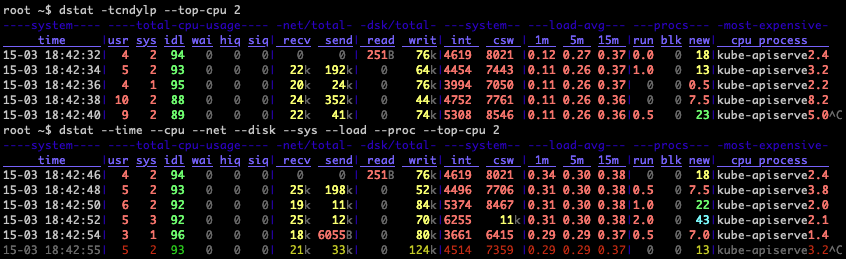 root ~$ dstat -tcndylp --top-cpu 2
----system---- ----total-cpu-usage---- -net/total- -dsk/total- ---system-- ---load-avg--- ---procs--- -most-expensive-
time |usr sys idl wai hiq siq| recv send| read writ| int csw | 1m 5m 15m |run blk new| cpu process
15-03 18:42:32| 4 2 94 0 0 0| 0 0 | 251B 76k|4619 8021 |0.12 0.27 0.37|0.0 0 18|kube-apiserve2.4
15-03 18:42:34| 5 2 93 0 0 0| 22k 192k| 0 64k|4454 7443 |0.11 0.26 0.37|1.0 0 13|kube-apiserve3.2
15-03 18:42:36| 4 1 95 0 0 0| 20k 24k| 0 76k|3994 7050 |0.11 0.26 0.37| 0 0 0.5|kube-apiserve2.2
15-03 18:42:38| 10 2 88 0 0 0| 24k 352k| 0 44k|4752 7761 |0.11 0.26 0.36| 0 0 7.5|kube-apiserve8.2
15-03 18:42:40| 9 2 89 0 0 0| 22k 41k| 0 74k|5308 8546 |0.11 0.26 0.36|0.5 0 23|kube-apiserve5.0^C
root ~$ dstat --time --cpu --net --disk --sys --load --proc --top-cpu 2
----system---- ----total-cpu-usage---- -net/total- -dsk/total- ---system-- ---load-avg--- ---procs--- -most-expensive-
time |usr sys idl wai hiq siq| recv send| read writ| int csw | 1m 5m 15m |run blk new| cpu process
15-03 18:42:46| 4 2 94 0 0 0| 0 0 | 251B 76k|4619 8021 |0.34 0.30 0.38| 0 0 18|kube-apiserve2.4
15-03 18:42:48| 5 2 93 0 0 0| 25k 198k| 0 52k|4496 7706 |0.31 0.30 0.38|0.5 0 7.5|kube-apiserve3.8
15-03 18:42:50| 6 2 92 0 0 0| 19k 11k| 0 84k|5374 8467 |0.31 0.30 0.38|1.0 0 22|kube-apiserve2.0
15-03 18:42:52| 5 3 92 0 0 0| 25k 12k| 0 70k|6255 11k|0.31 0.30 0.38|2.0 0 43|kube-apiserve2.1
15-03 18:42:54| 3 1 96 0 0 0| 18k 6055B| 0 80k|3661 6415 |0.29 0.29 0.37|0.5 0 7.0|kube-apiserve1.4
15-03 18:42:55| 5 2 93 0 0 0| 21k 33k| 0 124k|4514 7359 |0.29 0.29 0.37| 0 0 13|kube-apiserve3.2^C